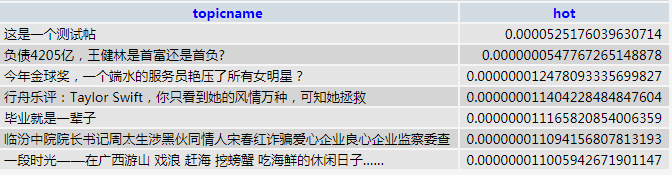 topicname hot
这是一个测试帖 0.0000525176039630714
负债4205亿，王健林是首富还是首负? 0.0000000547767265148878
今年金球奖，一个端水的服务员艳压了所有女明星？ 0.000000012478093335699827
行舟乐评：Taylor Swift，你只看到她的风情万种，可知她拯救 0.000000011404228484847604
毕业就是一辈子 0.000000011165820854006359
临汾中院院长书记周太生涉黑伙同情人宋春红诈骗爱心企业良心企业监察委查 0.000000011094156807813193
一段时光——在广西游山 戏浪 赶海 挖螃蟹 吃海鲜的休闲日子...... 0.000000011005942671901147